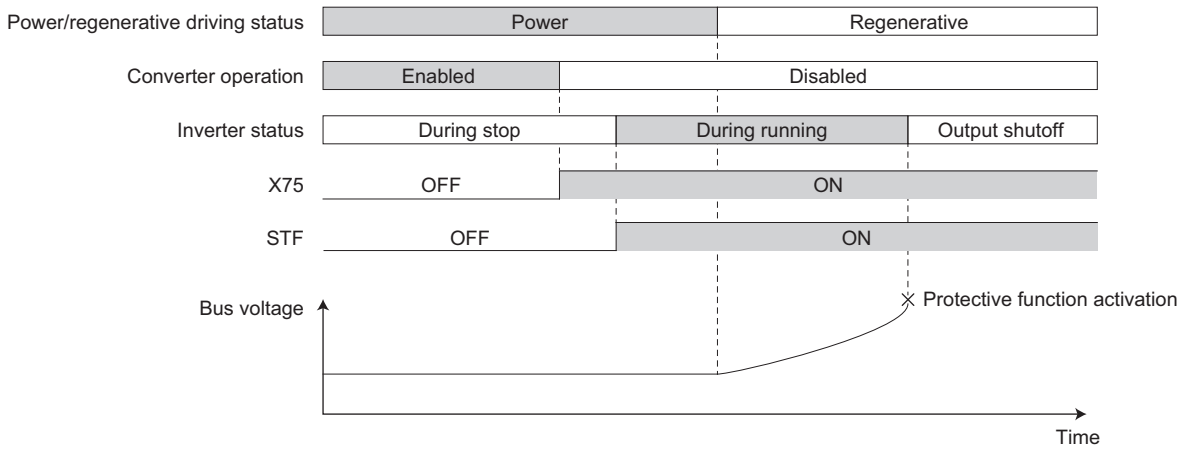 Power/regenerative driving status
Power
Regenerative
Converter operation
Enabled
Disabled
Inverter status
During stop
During running
Output shutoff
X75
OFF
ON
STF
OFF
ON
Bus voltage
Protective function activation
Time